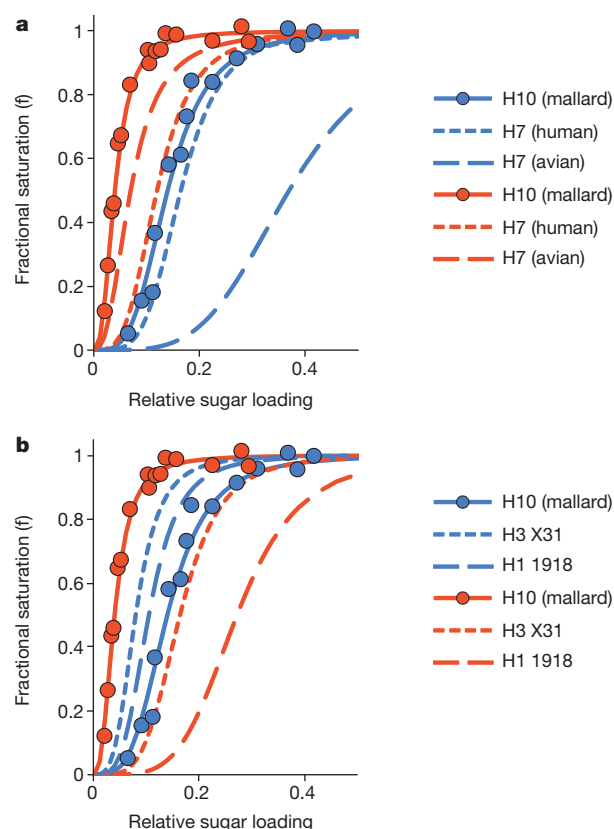 a
1
0.8
0.6
0.4
0.2
0
Fractional saturation (f)
0
0.2
0.4
Relative sugar loading
H10 (mallard)
H7 (human)
H7 (avian)
H10 (mallard)
H7 (human)
H7 (avian)
b
1
0.8
0.6
0.4
0.2
0
Fractional saturation (f)
0
0.2
0.4
Relative sugar loading
H10 (mallard)
H3 X31
H1 1918
H10 (mallard)
H3 X31
H1 1918